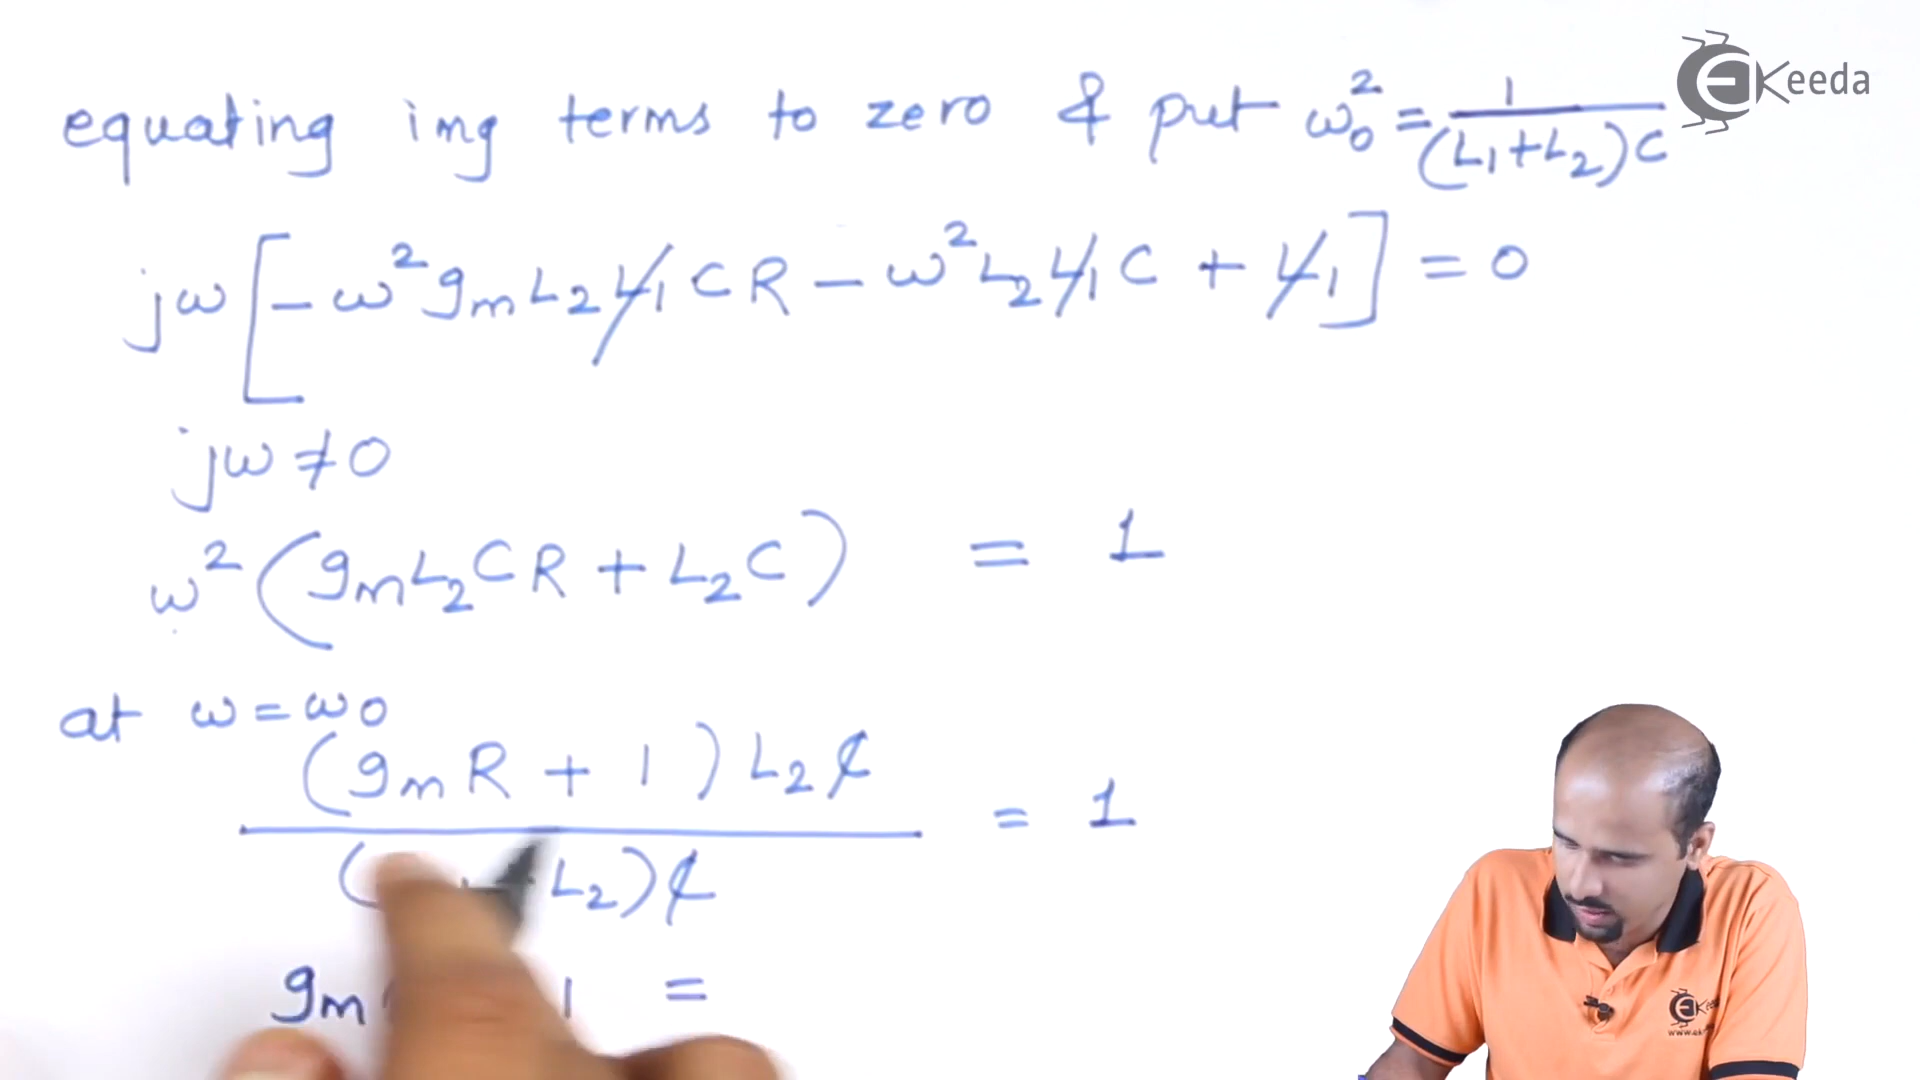 equating img terms to zero & put ω₀² = 1/(L₁+L₂)C
EKeeda
jω[-ω²gmL₂L₁CR - ω²L₂L₁C + L₁] = 0
jω ≠ 0
ω²(gmL₂CR + L₂C) = 1
at ω = ω₀
(gmR + 1)L₂C
= 1
L₂)C
gm 1 =